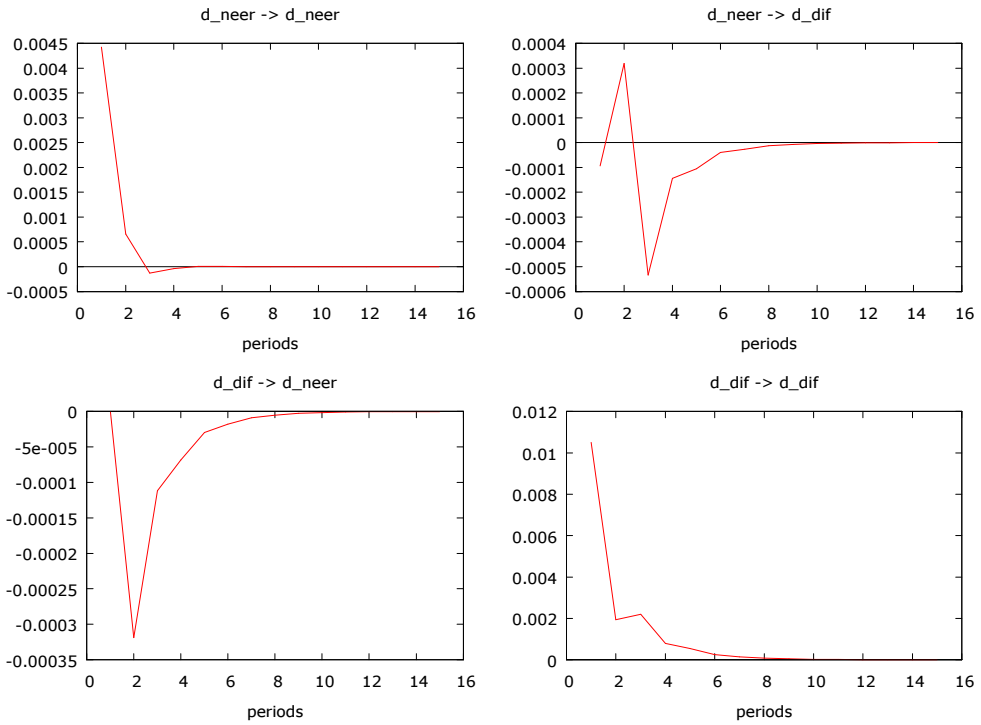 d_neer -> d_neer
0.0045
0.004
0.0035
0.003
0.0025
0.002
0.0015
0.001
0.0005
0
-0.0005
0 2 4 6 8 10 12 14 16
periods
d_neer -> d_dif
0.0004
0.0003
0.0002
0.0001
0
-0.0001
-0.0002
-0.0003
-0.0004
-0.0005
-0.0006
0 2 4 6 8 10 12 14 16
periods
d_dif -> d_neer
0
-5e-005
-0.0001
-0.00015
-0.0002
-0.00025
-0.0003
-0.00035
0 2 4 6 8 10 12 14 16
periods
d_dif -> d_dif
0.012
0.01
0.008
0.006
0.004
0.002
0
0 2 4 6 8 10 12 14 16
periods